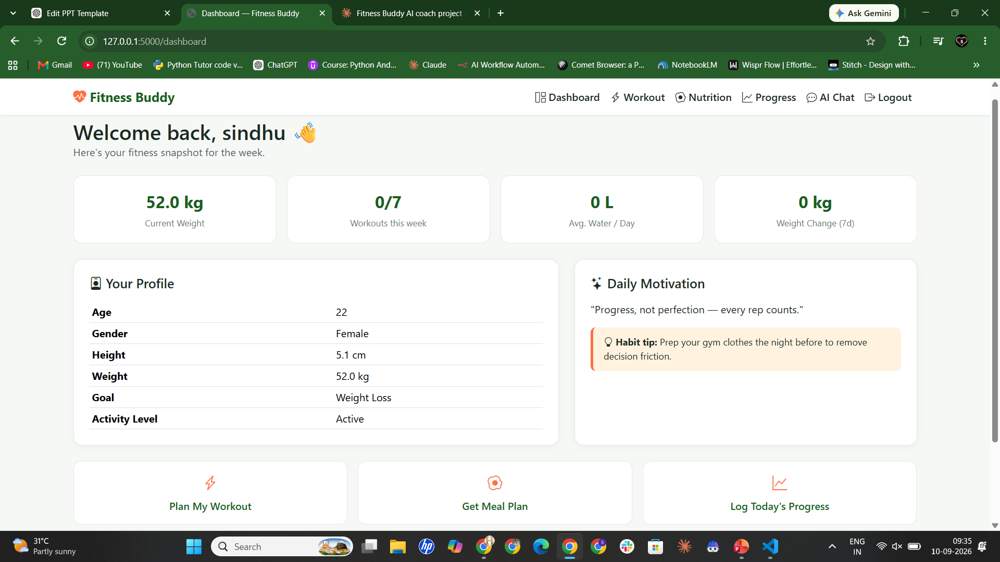 Edit PPT Template
Dashboard — Fitness Buddy
Fitness Buddy AI coach project -
Ask Gemini
127.0.0.1:5000/dashboard
Gmail
(71) YouTube
Python Tutor code v...
ChatGPT
Course: Python And...
Claude
AI Workflow Autom...
Comet Browser: a P...
NotebookLM
Wispr Flow | Effortle...
Stitch - Design with...
Fitness Buddy
Dashboard
Workout
Nutrition
Progress
AI Chat
Logout
Welcome back, sindhu
Here's your fitness snapshot for the week.
52.0 kg
Current Weight
0/7
Workouts this week
0 L
Avg. Water / Day
0 kg
Weight Change (7d)
Your Profile
Age 22
Gender Female
Height 5.1 cm
Weight 52.0 kg
Goal Weight Loss
Activity Level Active
Daily Motivation
"Progress, not perfection — every rep counts."
Habit tip: Prep your gym clothes the night before to remove
decision friction.
Plan My Workout
Get Meal Plan
Log Today's Progress
31°C
Partly sunny
Search
ENG
IN
09:35
10-09-2026